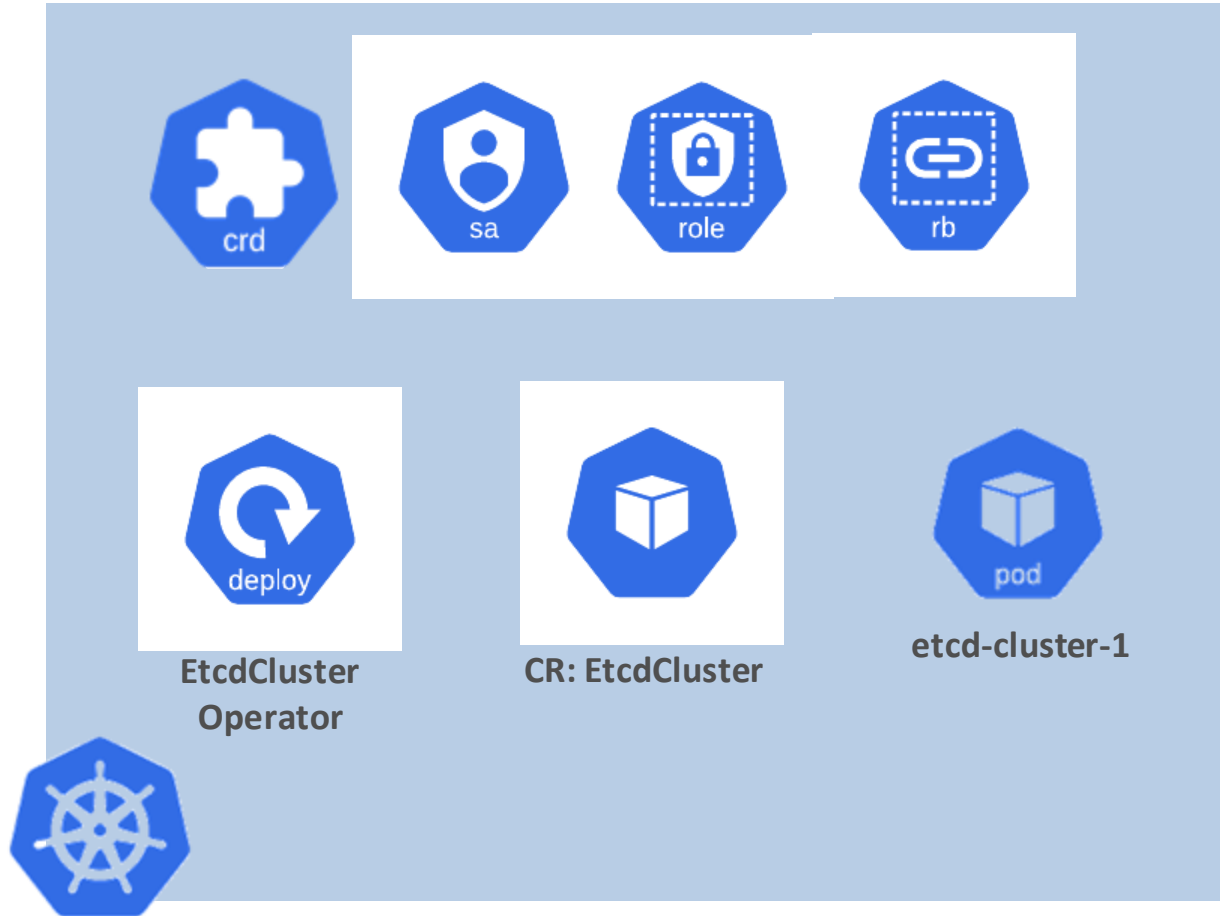 crd
sa
role
rb
deploy
pod
EtcdCluster
Operator
CR: EtcdCluster
etcd-cluster-1